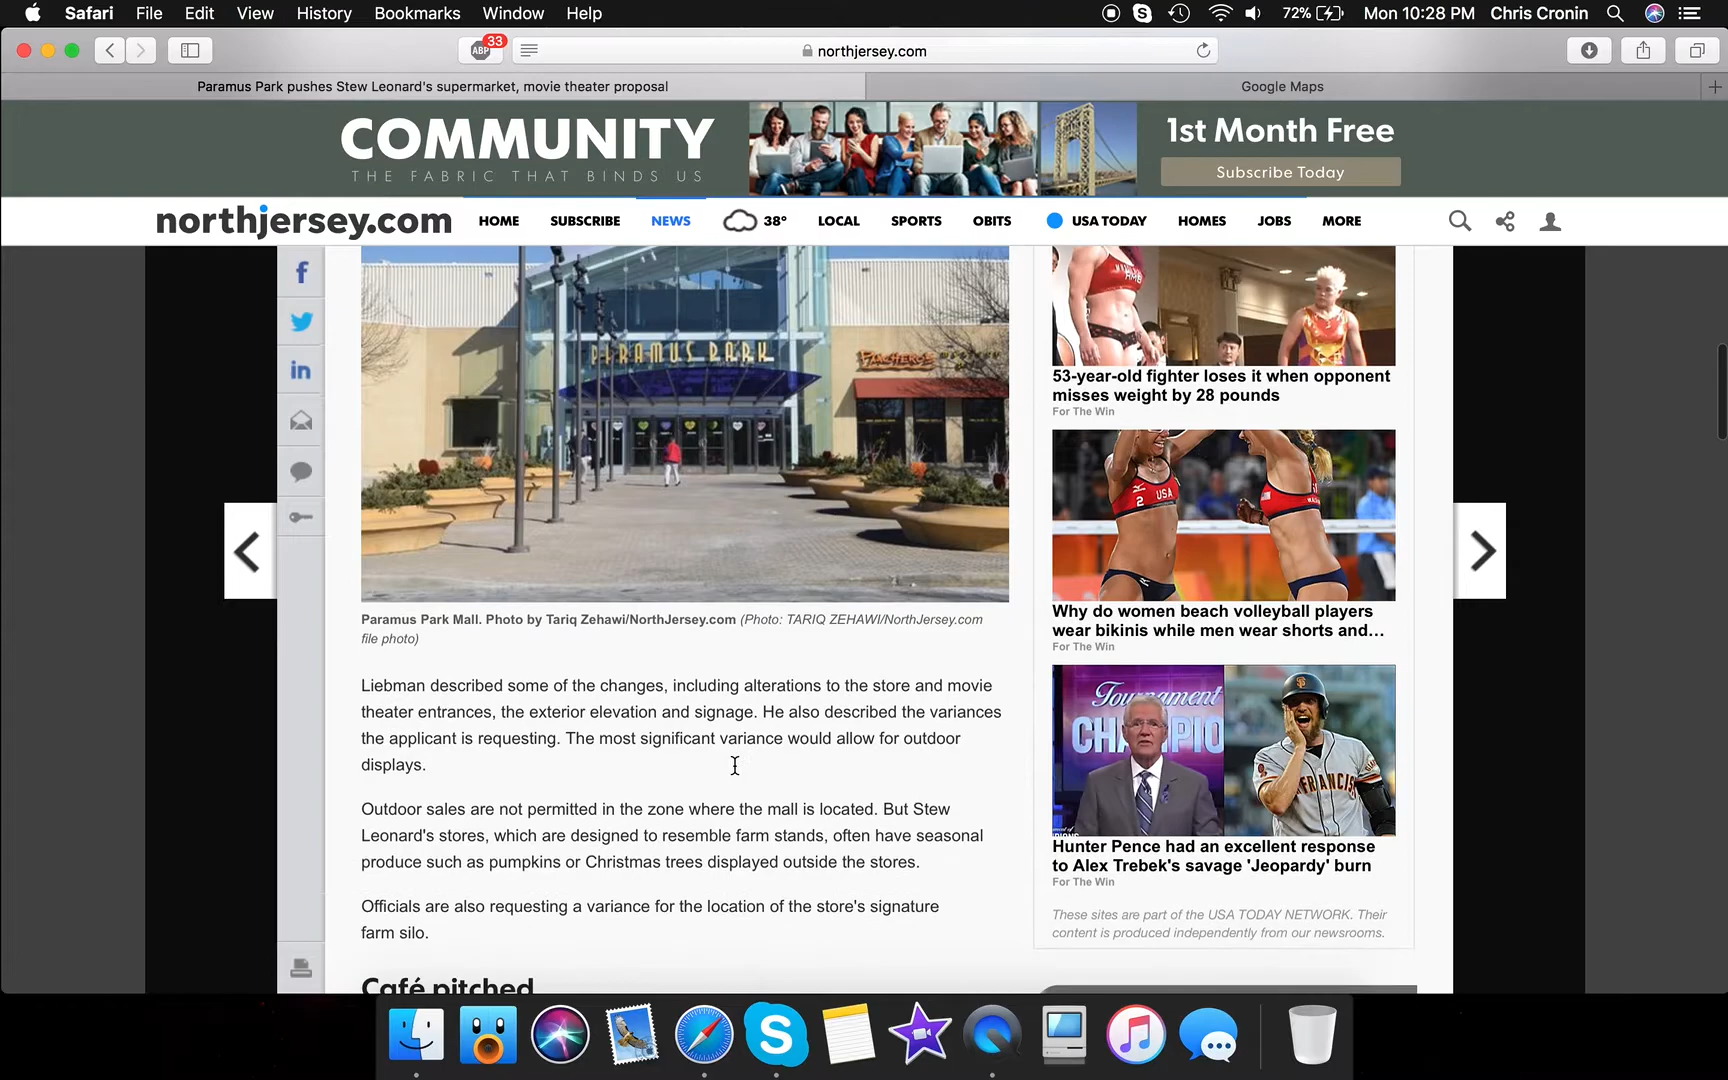 Safari File Edit View History Bookmarks Window Help 72% Mon 10:28 PM Chris Cronin
ABP 33 northjersey.com
Paramus Park pushes Stew Leonard's supermarket, movie theater proposal Google Maps
COMMUNITY
THE FABRIC THAT BINDS US
1st Month Free
Subscribe Today
northjersey.com HOME SUBSCRIBE NEWS 38° LOCAL SPORTS OBITS USA TODAY HOMES JOBS MORE
PARAMUS PARK
Paramus Park Mall. Photo by Tariq Zehawi/NorthJersey.com (Photo: TARIQ ZEHAWI/NorthJersey.com
file photo)
Liebman described some of the changes, including alterations to the store and movie
theater entrances, the exterior elevation and signage. He also described the variances
the applicant is requesting. The most significant variance would allow for outdoor
displays.
Outdoor sales are not permitted in the zone where the mall is located. But Stew
Leonard's stores, which are designed to resemble farm stands, often have seasonal
produce such as pumpkins or Christmas trees displayed outside the stores.
Officials are also requesting a variance for the location of the store's signature
farm silo.
Café pitched
53-year-old fighter loses it when opponent
misses weight by 28 pounds
For The Win
USA
2
Why do women beach volleyball players
wear bikinis while men wear shorts and...
For The Win
Tournament
CHAMPIO
Hunter Pence had an excellent response
to Alex Trebek's savage 'Jeopardy' burn
For The Win
These sites are part of the USA TODAY NETWORK. Their
content is produced independently from our newsrooms.